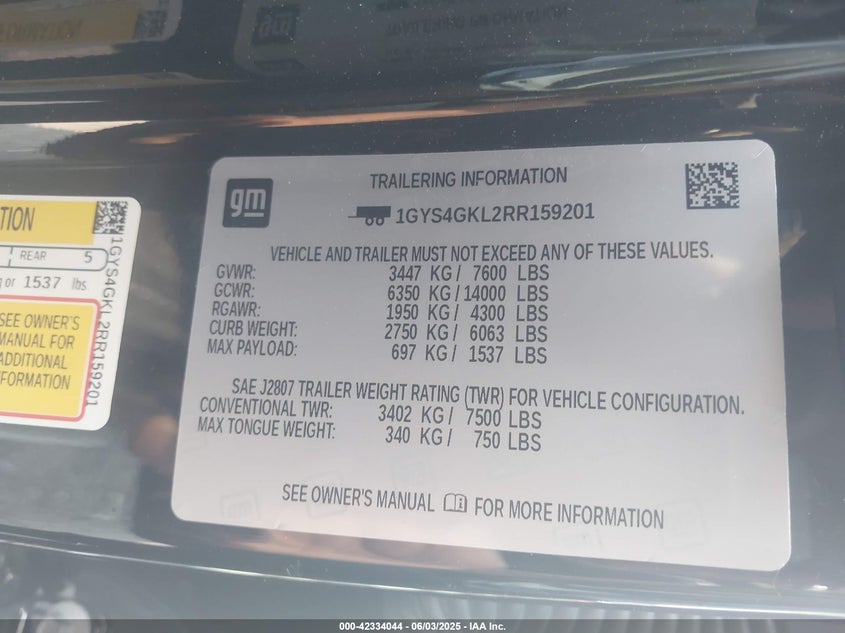 TRAILERING INFORMATION
gm
1GYS4GKL2RR159201
VEHICLE AND TRAILER MUST NOT EXCEED ANY OF THESE VALUES.
GVWR: 3447 KG / 7600 LBS
GCWR: 6350 KG / 14000 LBS
RGAWR: 1950 KG / 4300 LBS
CURB WEIGHT: 2750 KG / 6063 LBS
MAX PAYLOAD: 697 KG / 1537 LBS
SAE J2807 TRAILER WEIGHT RATING (TWR) FOR VEHICLE CONFIGURATION.
CONVENTIONAL TWR: 3402 KG / 7500 LBS
MAX TONGUE WEIGHT: 340 KG / 750 LBS
SEE OWNER'S MANUAL FOR MORE INFORMATION
REAR 5
or 1537 lbs
SEE OWNER'S
MANUAL FOR
ADDITIONAL
1GYS4GKL2RR159201
000-42334044 - 06/03/2025 - IAA Inc.